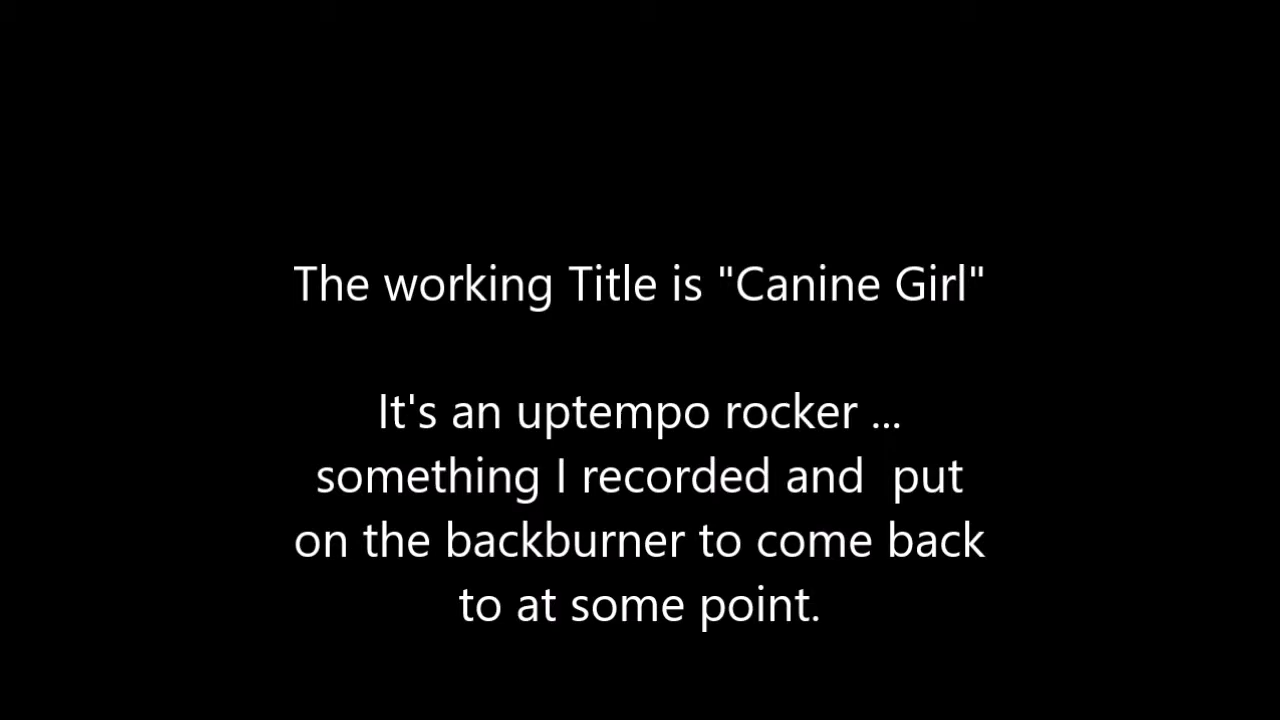 The working Title is "Canine Girl"
It's an uptempo rocker ...
something I recorded and  put
on the backburner to come back
to at some point.